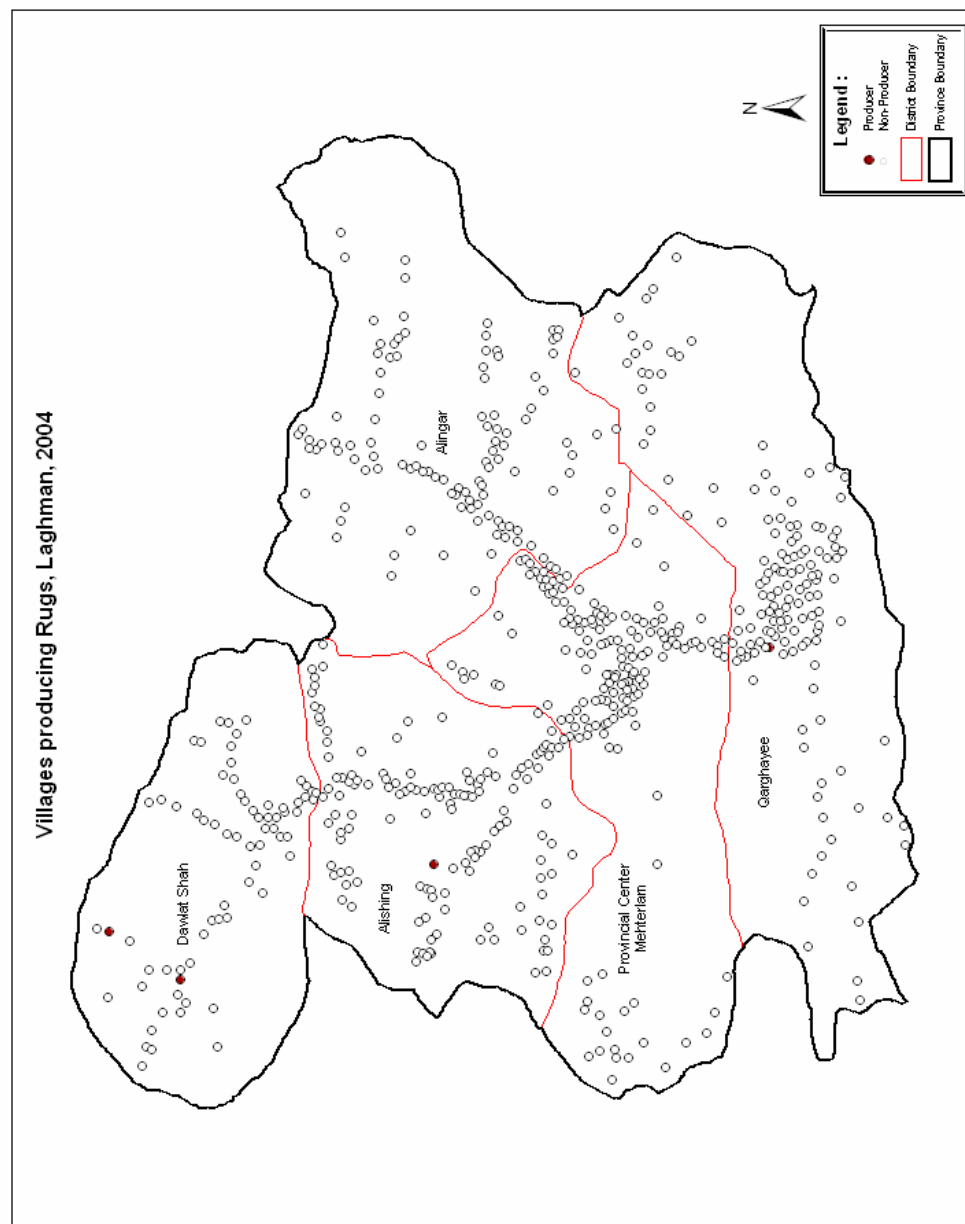 Villages producing Rugs, Laghman, 2004
N
Dawlat Shah
Alingar
Alishing
Provincial Center
Mehterlam
Qarghayee
Legend :
Producer
Non-Producer
District Boundary
Province Boundary